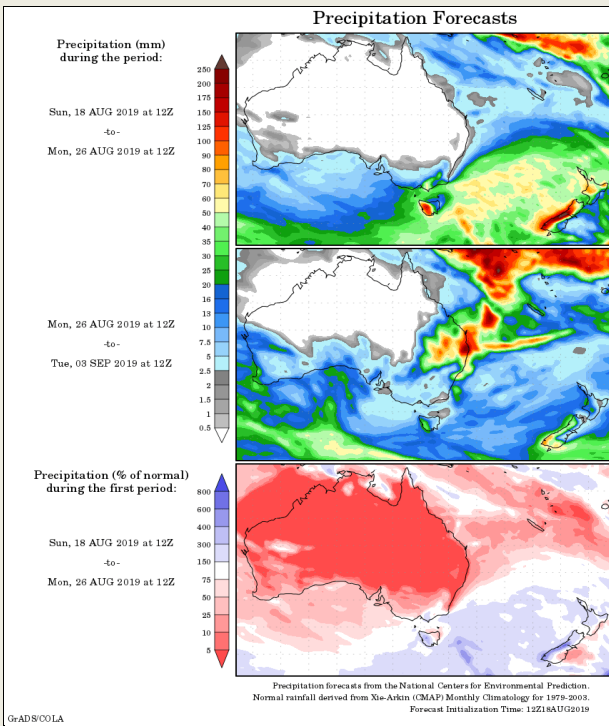 Precipitation Forecasts
Precipitation (mm)
during the period:
Sun, 18 AUG 2019 at 12Z
-to-
Mon, 26 AUG 2019 at 12Z
250
200
175
150
125
100
90
80
70
60
50
40
35
30
25
20
16
13
10
7.5
5
2.5
2
1.5
1
0.5
Mon, 26 AUG 2019 at 12Z
-to-
Tue, 03 SEP 2019 at 12Z
Precipitation (% of normal)
during the first period:
Sun, 18 AUG 2019 at 12Z
-to-
Mon, 26 AUG 2019 at 12Z
800
600
400
300
150
75
50
25
10
5
Precipitation forecasts from the National Centers for Environmental Prediction.
Normal rainfall derived from Xie-Arkin (CMAP) Monthly Climatology for 1979-2003.
Forecast Initialization Time: 12Z18AUG2019
GrADS/COLA